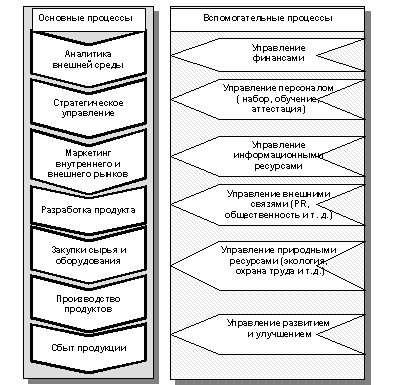 Основные процессы
Аналитика
внешней среды
Стратегическое
управление
Маркетинг
внутреннего и
внешнего рынков
Разработка продукта
Закупки сырья и
оборудования
Производство
продуктов
Сбыт продукции
Вспомогательные процессы
Управление
финансами
Управление персоналом
( набор, обучение,
аттестация)
Управление
информационными
ресурсами
Управление внешними
связями (PR,
общественность и т. д.)
Управление природными
ресурсами (экология,
охрана труда и т.д.)
Управление развитием
и улучшением